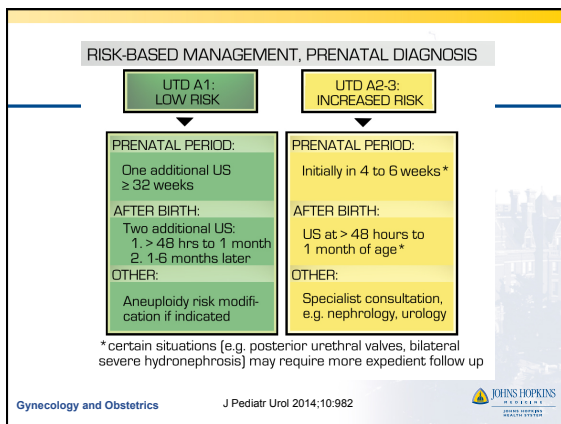 RISK-BASED MANAGEMENT, PRENATAL DIAGNOSIS
UTD A1:
LOW RISK
PRENATAL PERIOD:
One additional US
≥ 32 weeks
AFTER BIRTH:
Two additional US:
1. > 48 hrs to 1 month
2. 1-6 months later
OTHER:
Aneuploidy risk modifi-
cation if indicated
UTD A2-3:
INCREASED RISK
PRENATAL PERIOD:
Initially in 4 to 6 weeks*
AFTER BIRTH:
US at > 48 hours to
1 month of age*
OTHER:
Specialist consultation,
e.g. nephrology, urology
*certain situations (e.g. posterior urethral valves, bilateral
severe hydronephrosis) may require more expedient follow up
Gynecology and Obstetrics
J Pediatr Urol 2014;10:982
JOHNS HOPKINS
MEDICINE
JOHNS HOPKINS
HEALTH SYSTEM